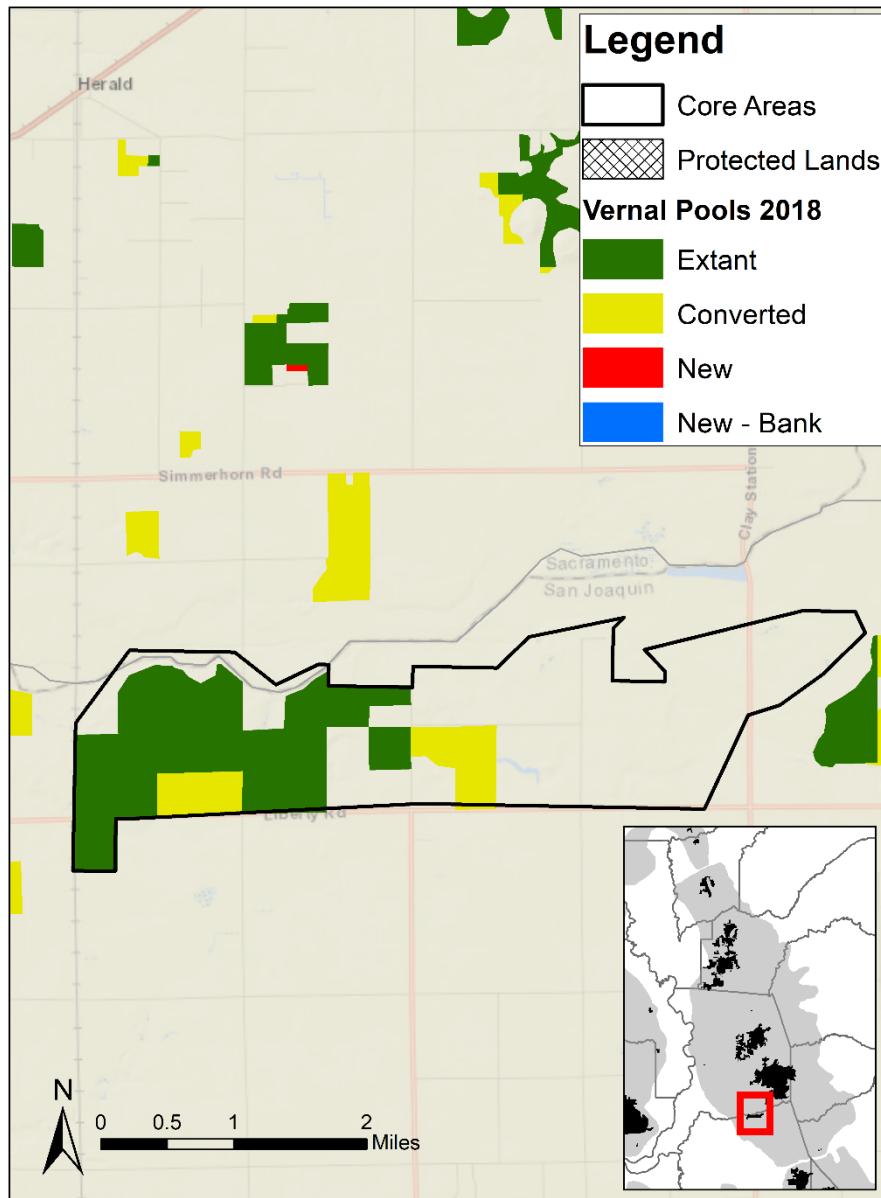 Legend
Core Areas
Protected Lands
Vernal Pools 2018
Extant
Converted
New
New - Bank
Herald
Simmerhorn Rd
Clay Station
Sacramento
San Joaquin
Liberty Rd
N
0 0.5 1 2
Miles